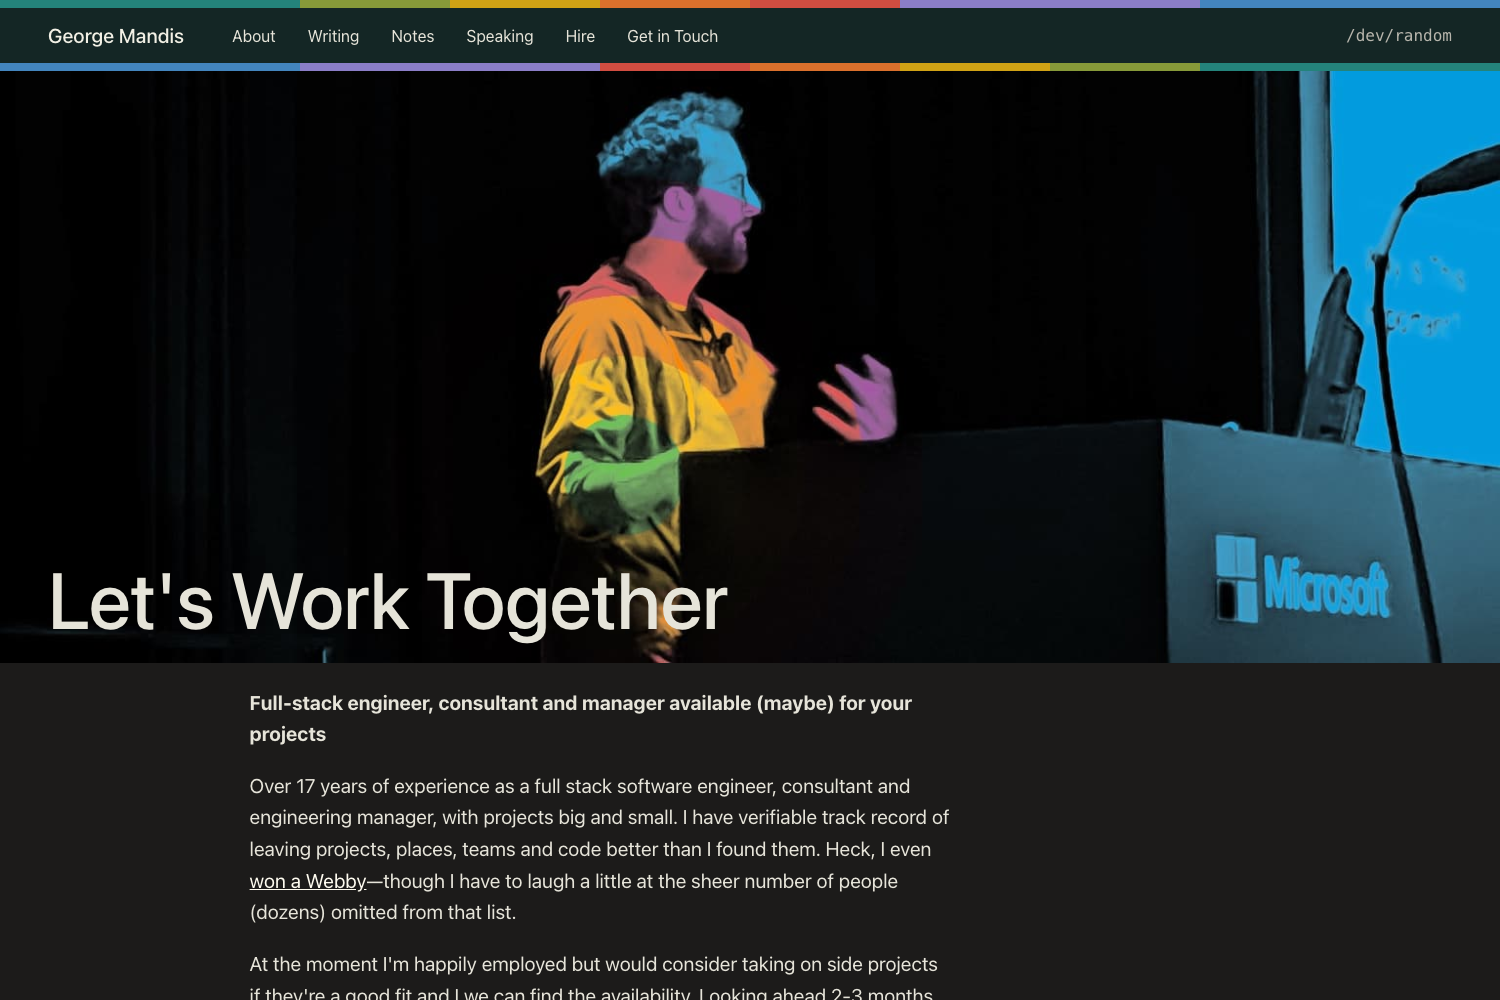 George Mandis
About
Writing
Notes
Speaking
Hire
Get in Touch
/dev/random
Microsoft
Let's Work Together
Full-stack engineer, consultant and manager available (maybe) for your
projects
Over 17 years of experience as a full stack software engineer, consultant and
engineering manager, with projects big and small. I have verifiable track record of
leaving projects, places, teams and code better than I found them. Heck, I even
won a Webby—though I have to laugh a little at the sheer number of people
(dozens) omitted from that list.
At the moment I'm happily employed but would consider taking on side projects
if they're a good fit and I we can find the availability. Looking ahead 2-3 months